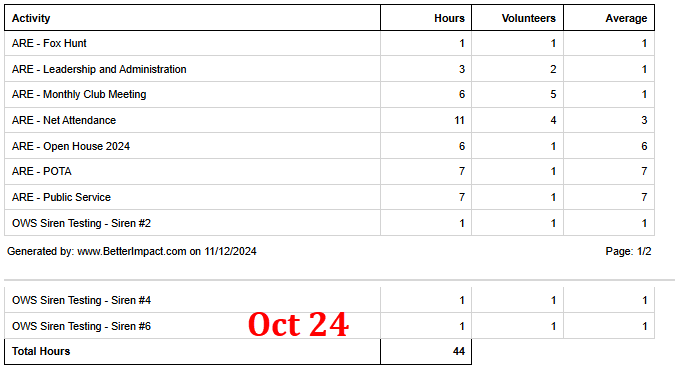 Activity Hours Volunteers Average
ARE - Fox Hunt 1 1 1
ARE - Leadership and Administration 3 2 1
ARE - Monthly Club Meeting 6 5 1
ARE - Net Attendance 11 4 3
ARE - Open House 2024 6 1 6
ARE - POTA 7 1 7
ARE - Public Service 7 1 7
OWS Siren Testing - Siren #2 1 1 1
Generated by: www.BetterImpact.com on 11/12/2024 Page: 1/2
OWS Siren Testing - Siren #4 1 1 1
OWS Siren Testing - Siren #6 1 1 1
Oct 24
Total Hours 44